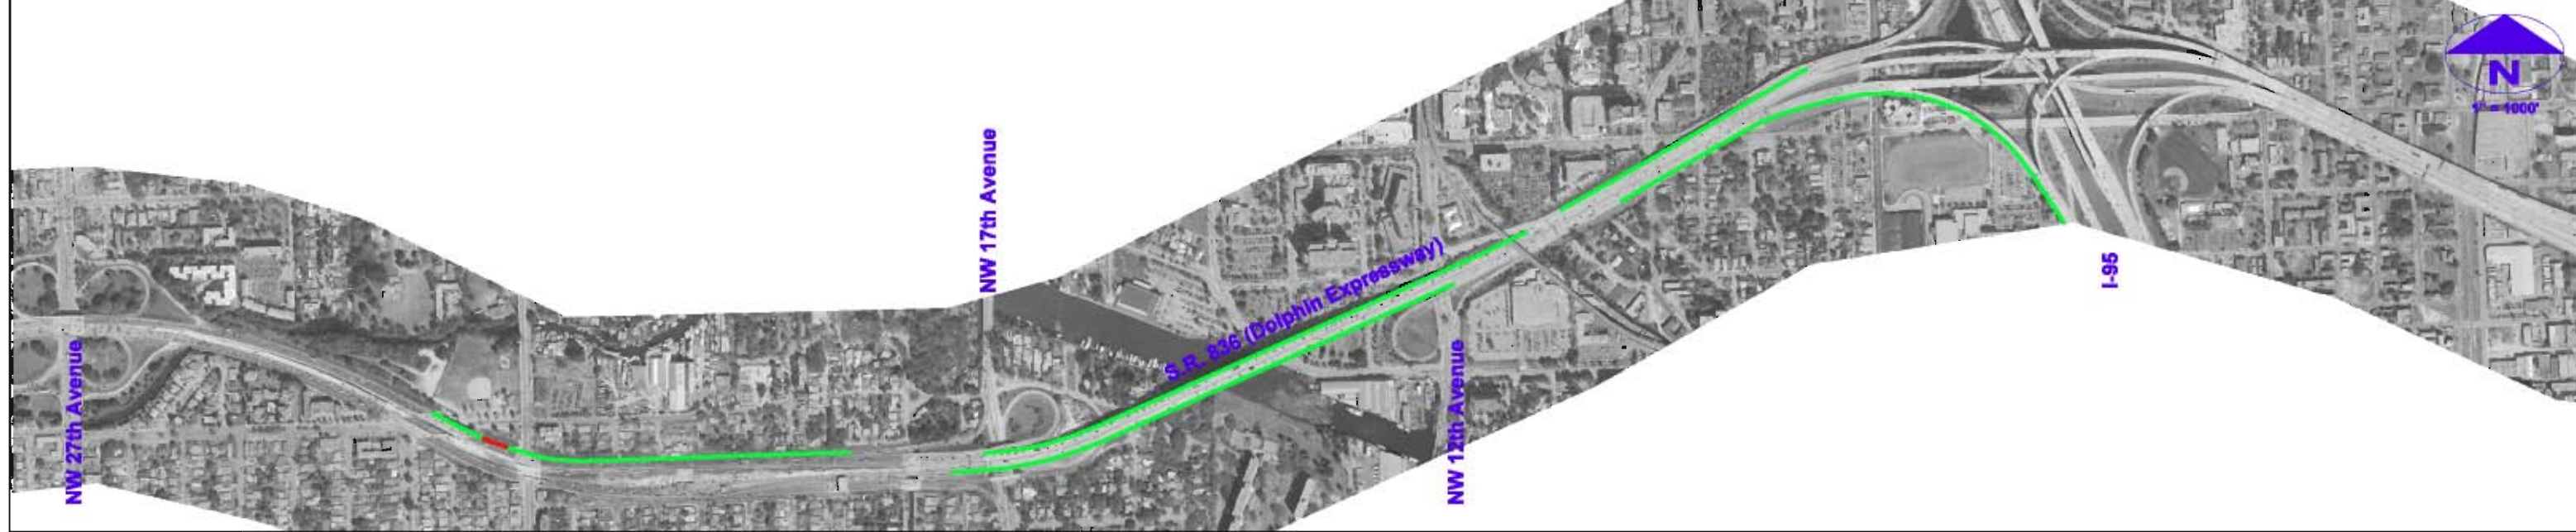 NW 27th Avenue
NW 17th Avenue
S.R. 836 (Dolphin Expressway)
NW 12th Avenue
I-95
N
1" = 1000'